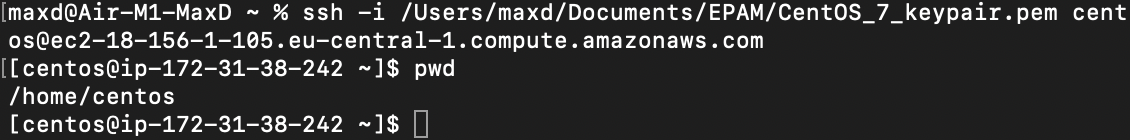 [maxd@Air-M1-MaxD ~ % ssh -i /Users/maxd/Documents/EPAM/CentOS_7_keypair.pem cent
os@ec2-18-156-1-105.eu-central-1.compute.amazonaws.com
[[centos@ip-172-31-38-242 ~]$ pwd
/home/centos
[centos@ip-172-31-38-242 ~]$